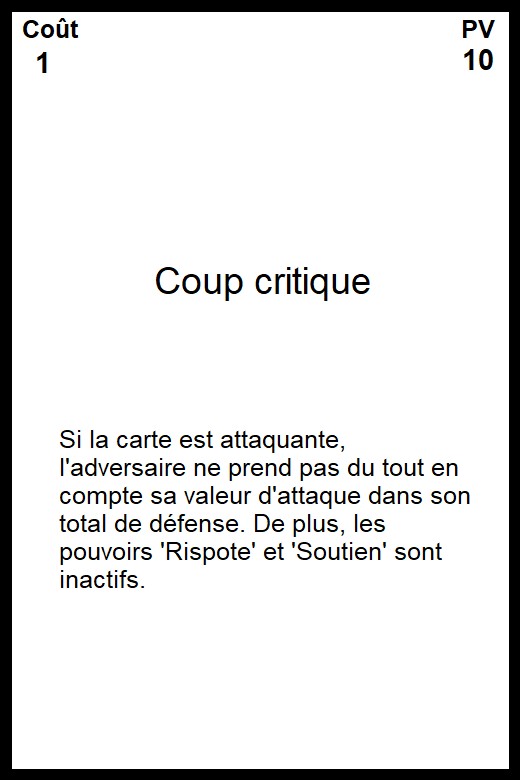 Coût PV
1 10
Coup critique
Si la carte est attaquante,
l'adversaire ne prend pas du tout en
compte sa valeur d'attaque dans son
total de défense. De plus, les
pouvoirs 'Rispote' et 'Soutien' sont
inactifs.